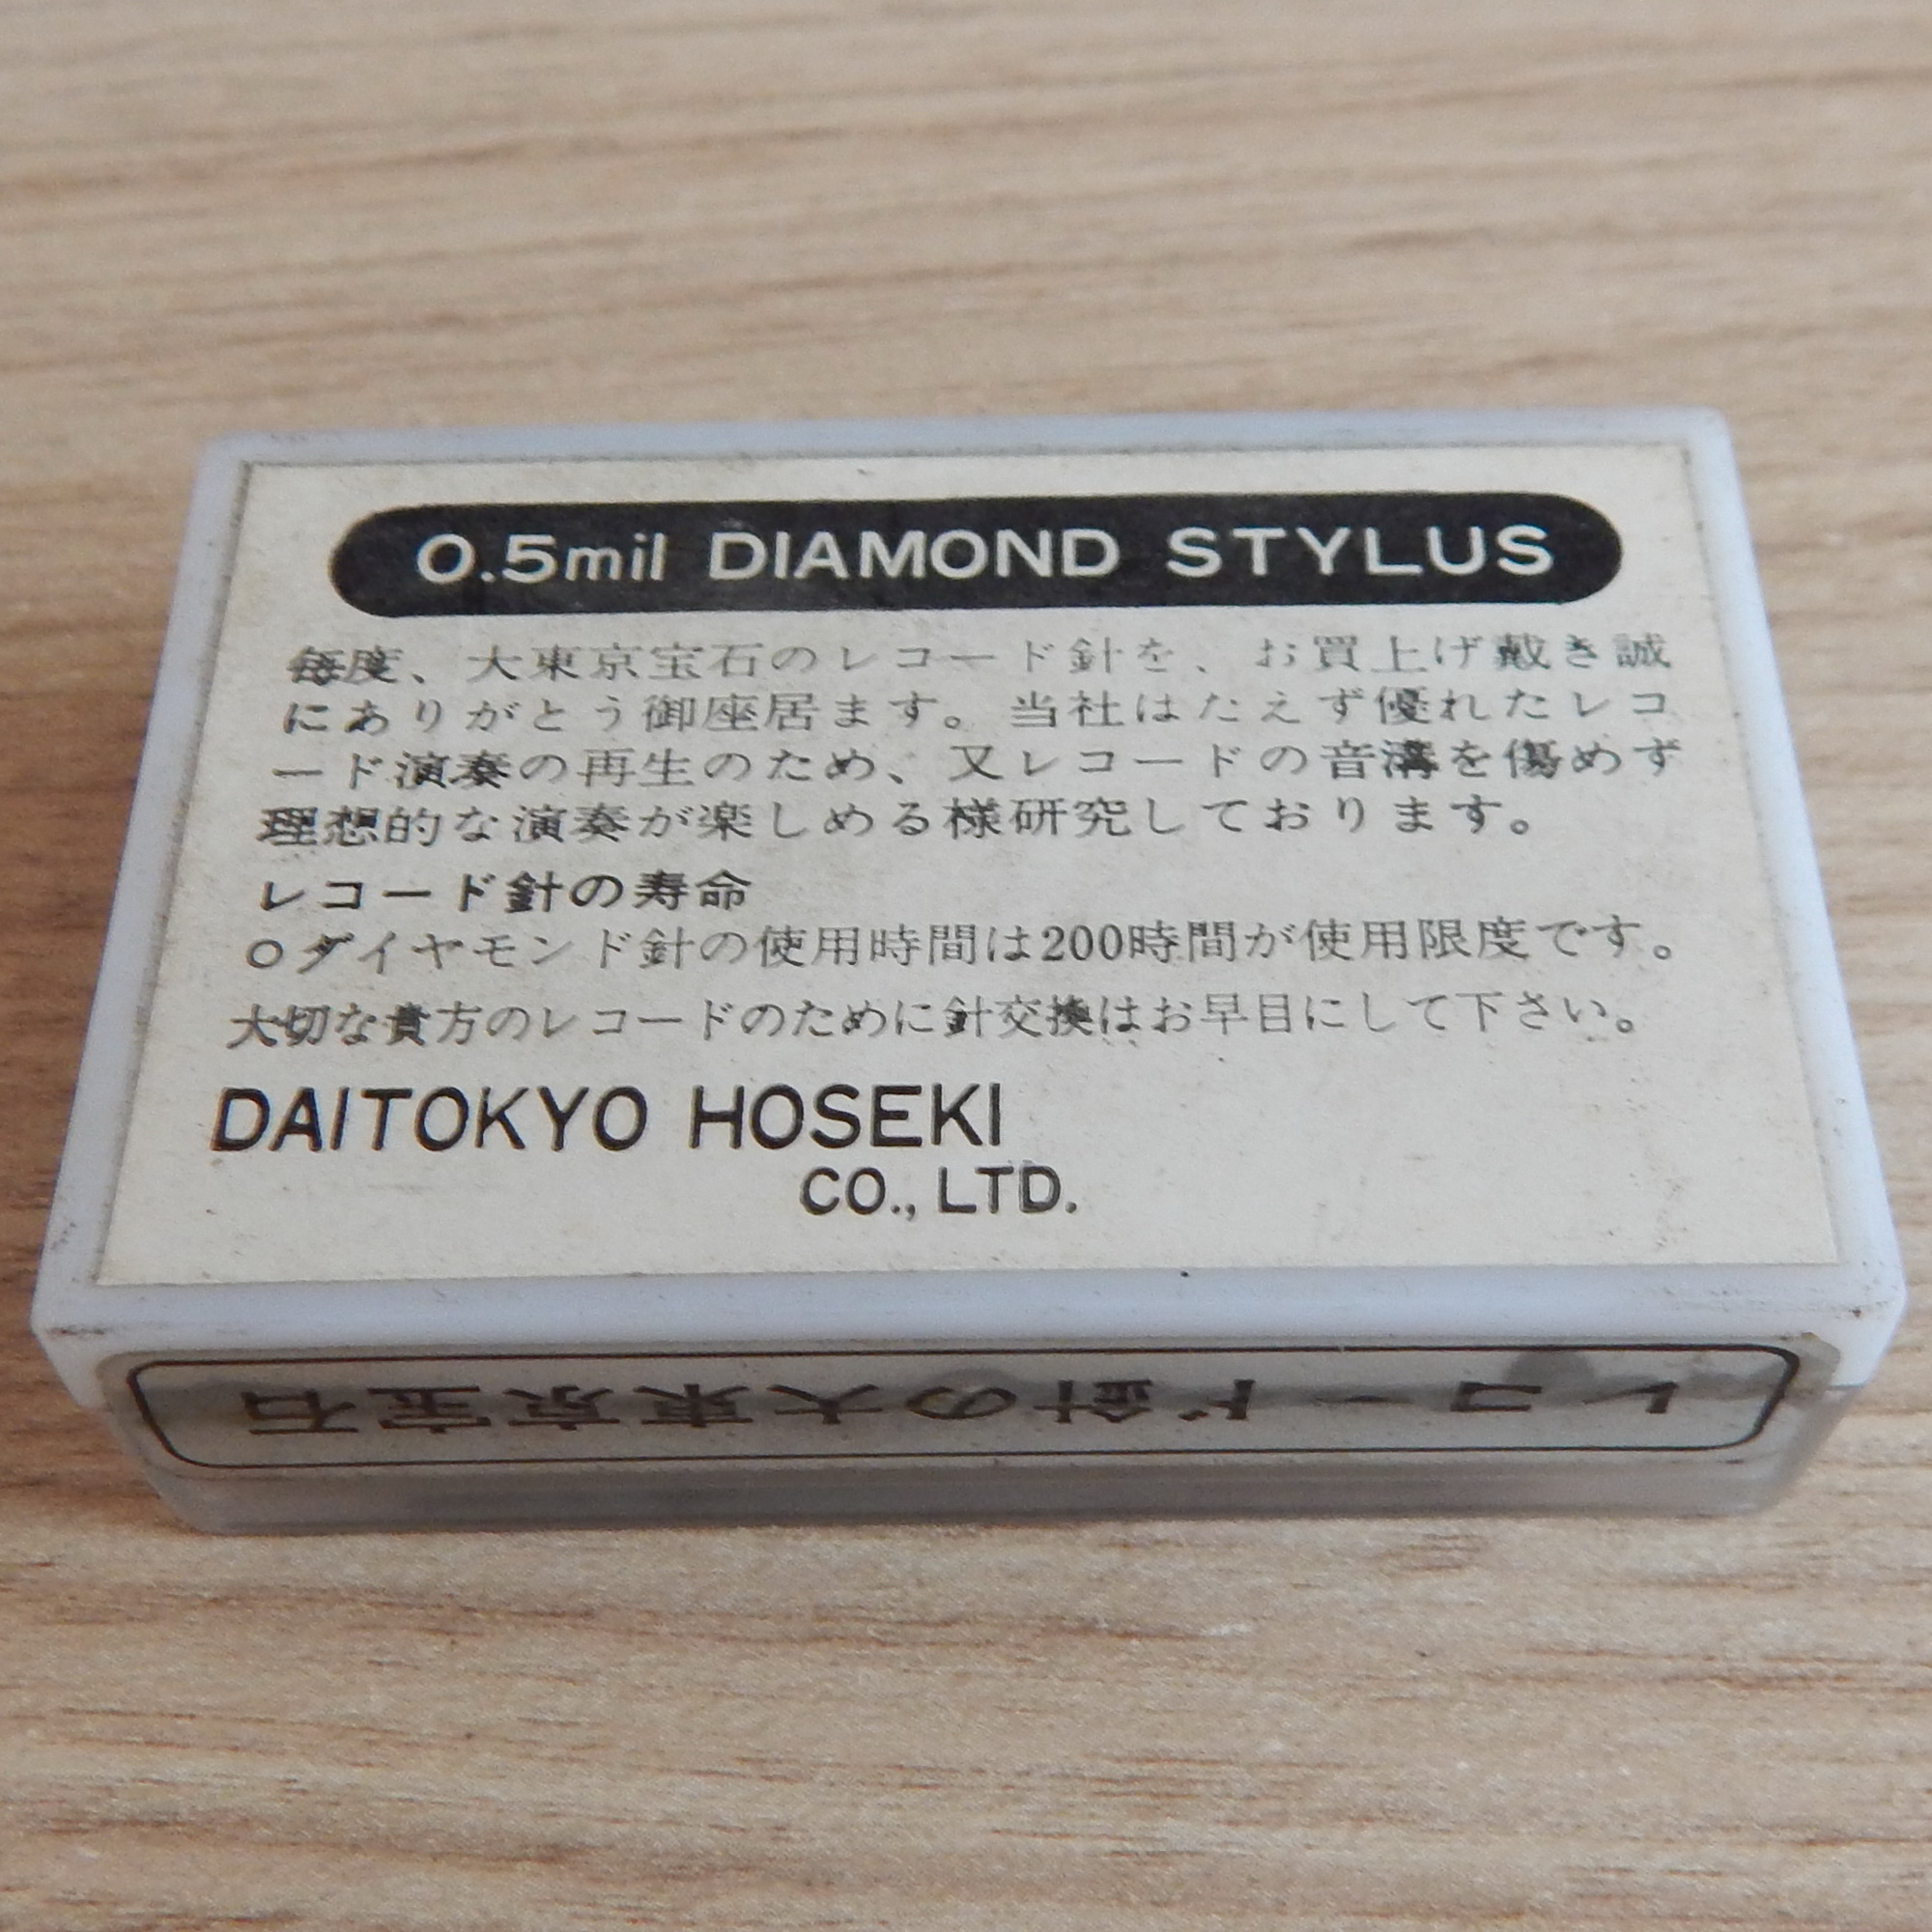 0.5mil DIAMOND STYLUS
毎度、大東京宝石のレコード針を、お買上げ戴き誠
にありがとう御座居ます。当社はたえず優れたレコ
ード演奏の再生のため、又レコードの音溝を傷めず
理想的な演奏が楽しめる様研究しております。
レコード針の寿命
○ダイヤモンド針の使用時間は200時間が使用限度です。
大切な貴方のレコードのために針交換はお早目にして下さい。
DAITOKYO HOSEKI
CO., LTD.
レコード針の大東京宝石